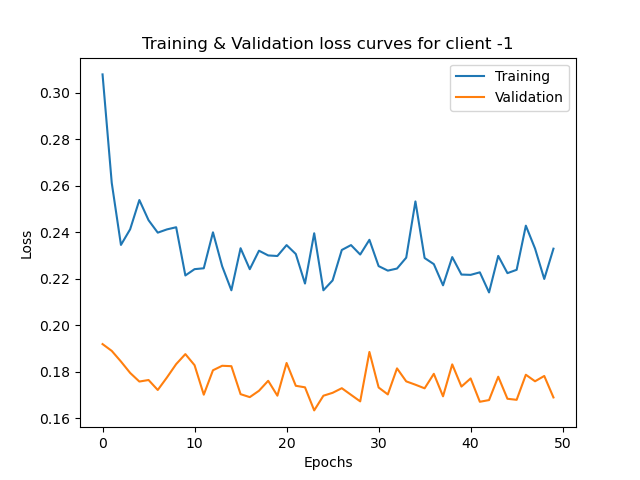 Training & Validation loss curves for client -1
Training
Validation
0.30
0.28
0.26
0.24
0.22
0.20
0.18
0.16
Loss
0
10
20
30
40
50
Epochs